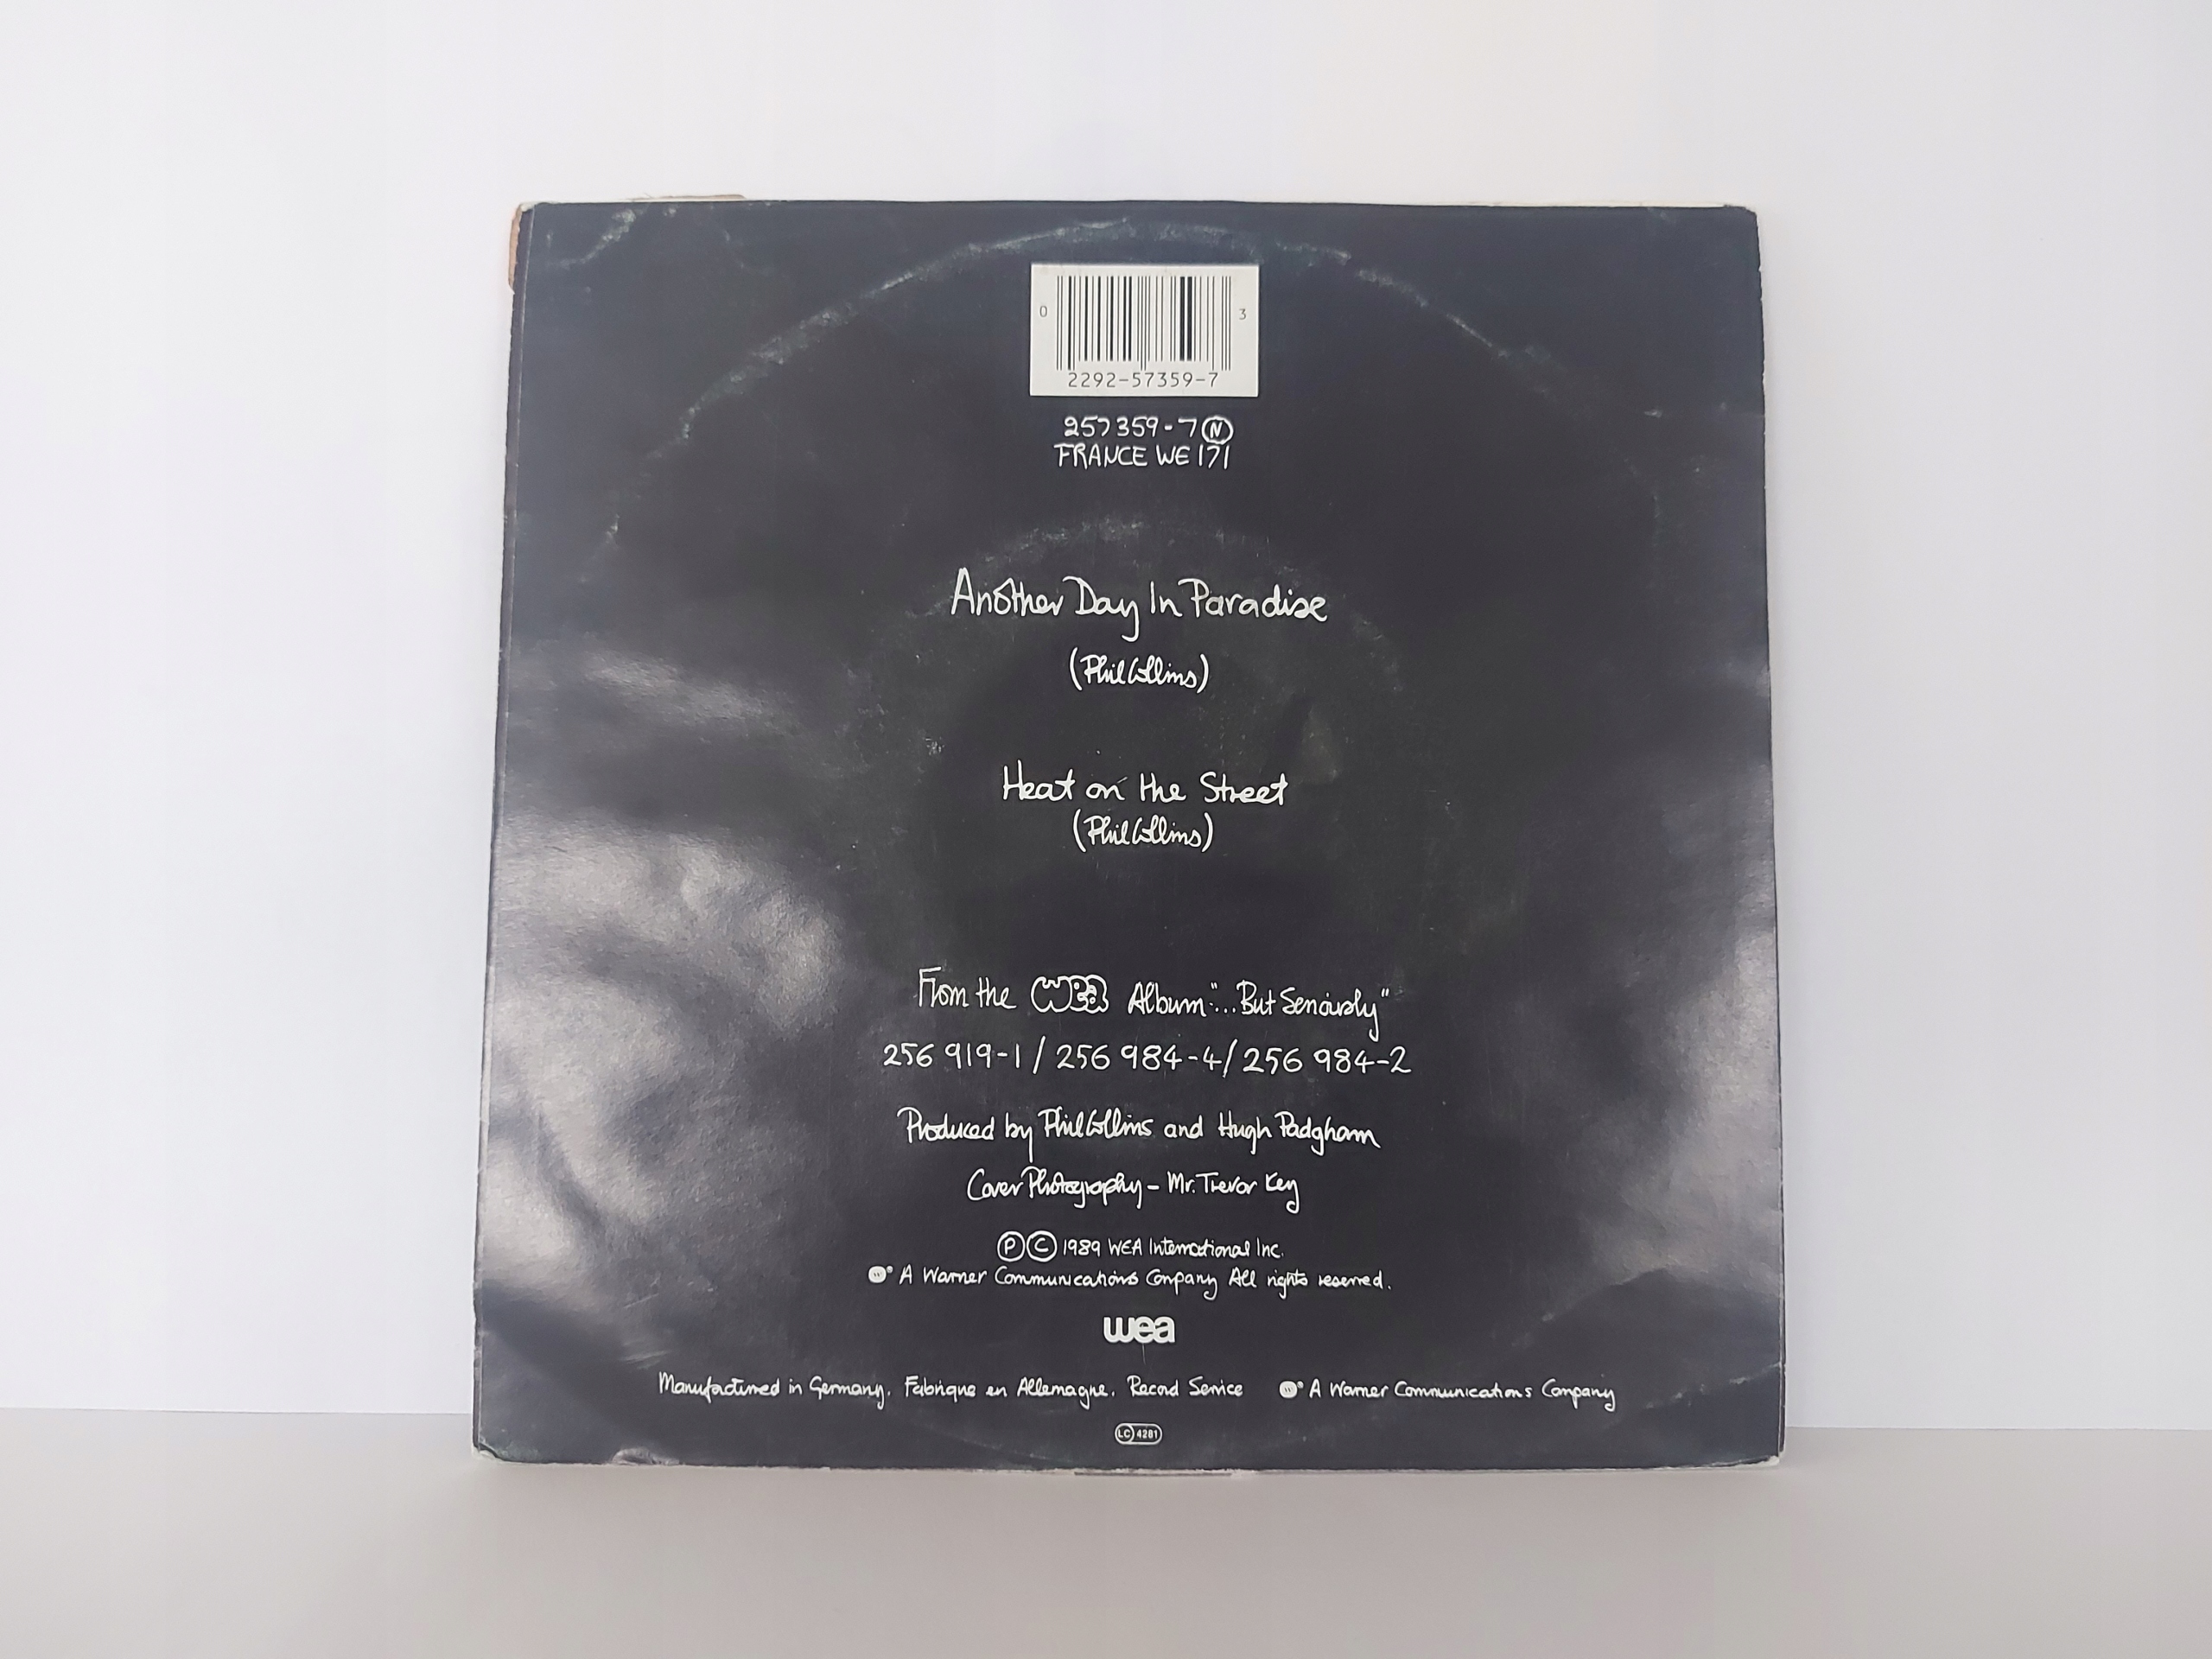 0 3
2292-57359-7
257359-7 Ⓝ
FRANCE WE 171
Another Day In Paradise
(Phil Collins)
Heat on the Street
(Phil Collins)
From the wea Album "...But Seriously"
256 919-1 / 256 984-4 / 256 984-2
Produced by Phil Collins and Hugh Padgham
Cover Photography - Mr. Trevor Key
Ⓟ Ⓒ 1989 WEA International Inc.
® A Warner Communications Company All rights reserved.
wea
Manufactured in Germany. Fabriqué en Allemagne. Record Service ® A Warner Communications Company
LC 4281